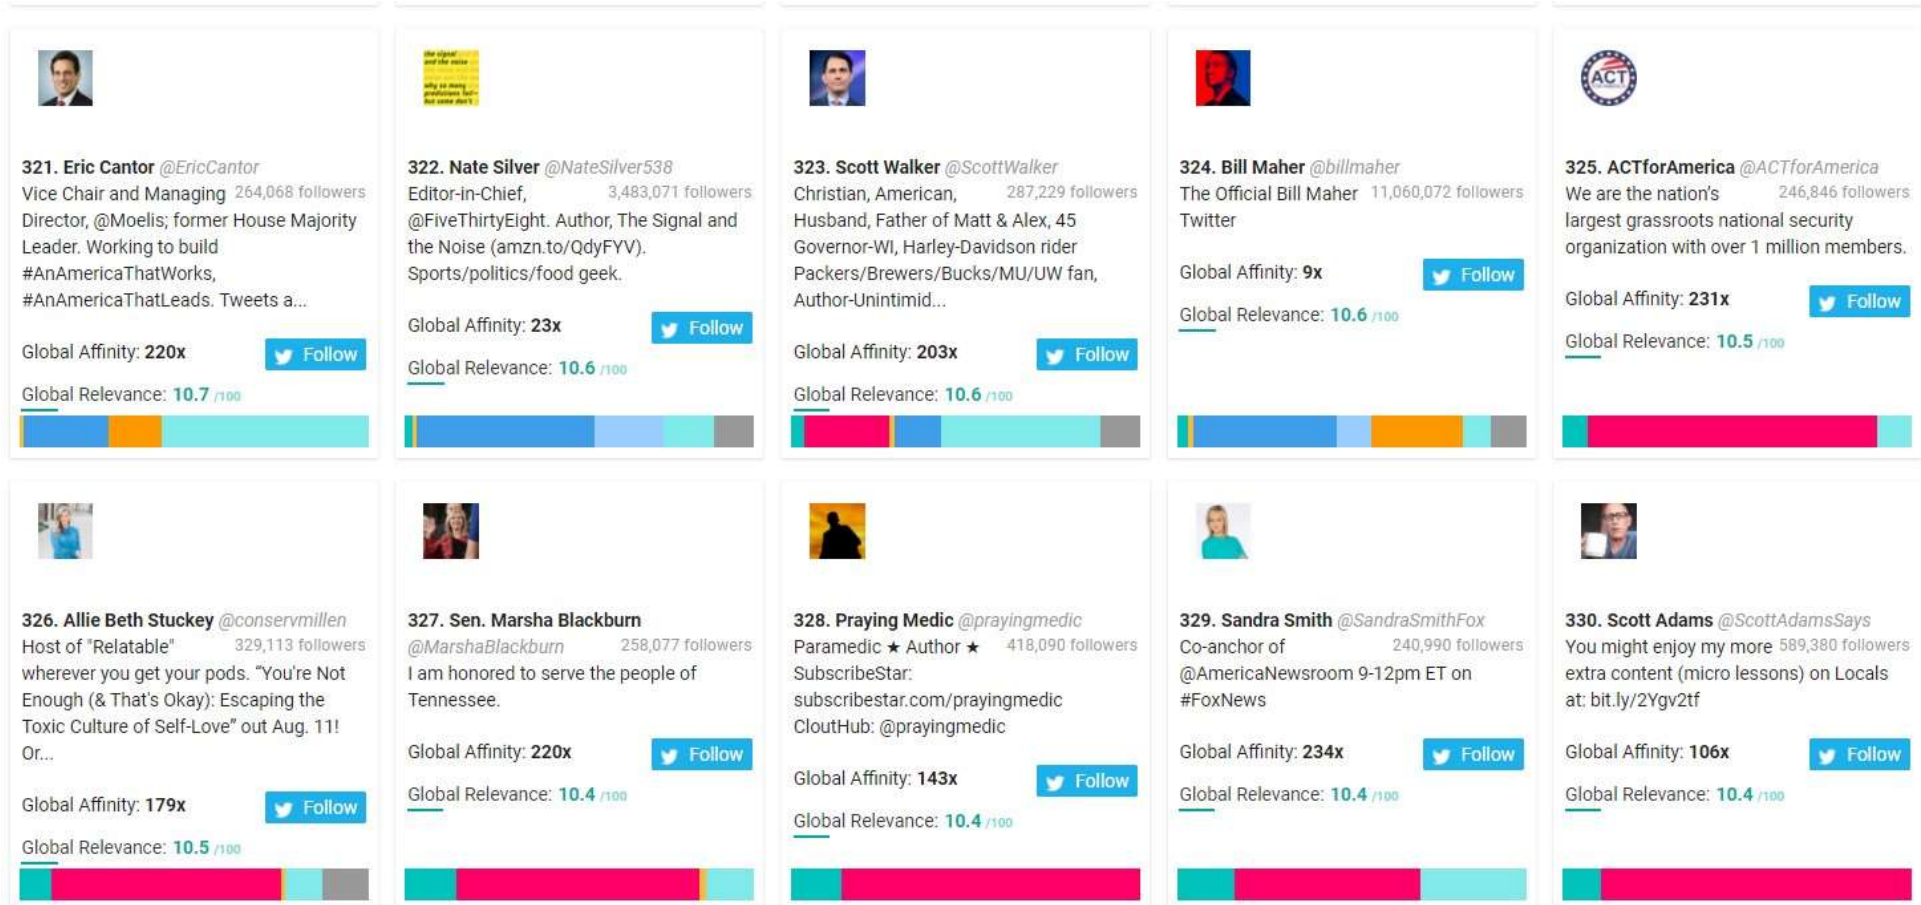 the signal
and the noise
why so many
predictions fail—
but some don't
ACT
321. Eric Cantor @EricCantor
Vice Chair and Managing 264,068 followers
Director, @Moelis; former House Majority
Leader. Working to build
#AnAmericaThatWorks,
#AnAmericaThatLeads. Tweets a...
Global Affinity: 220x
Follow
Global Relevance: 10.7 /100
322. Nate Silver @NateSilver538
Editor-in-Chief, 3,483,071 followers
@FiveThirtyEight. Author, The Signal and
the Noise (amzn.to/QdyFYV).
Sports/politics/food geek.
Global Affinity: 23x
Follow
Global Relevance: 10.6 /100
323. Scott Walker @ScottWalker
Christian, American, 287,229 followers
Husband, Father of Matt & Alex, 45
Governor-WI, Harley-Davidson rider
Packers/Brewers/Bucks/MU/UW fan,
Author-Unintimid...
Global Affinity: 203x
Follow
Global Relevance: 10.6 /100
324. Bill Maher @billmaher
The Official Bill Maher 11,060,072 followers
Twitter
Global Affinity: 9x
Follow
Global Relevance: 10.6 /100
325. ACTforAmerica @ACTforAmerica
We are the nation's 246,846 followers
largest grassroots national security
organization with over 1 million members.
Global Affinity: 231x
Follow
Global Relevance: 10.5 /100
326. Allie Beth Stuckey @conservmillen
Host of "Relatable" 329,113 followers
wherever you get your pods. “You're Not
Enough (& That's Okay): Escaping the
Toxic Culture of Self-Love” out Aug. 11!
Or...
Global Affinity: 179x
Follow
Global Relevance: 10.5 /100
327. Sen. Marsha Blackburn
@MarshaBlackburn 258,077 followers
I am honored to serve the people of
Tennessee.
Global Affinity: 220x
Follow
Global Relevance: 10.4 /100
328. Praying Medic @prayingmedic
Paramedic ★ Author ★ 418,090 followers
SubscribeStar:
subscribestar.com/prayingmedic
CloutHub: @prayingmedic
Global Affinity: 143x
Follow
Global Relevance: 10.4 /100
329. Sandra Smith @SandraSmithFox
Co-anchor of 240,990 followers
@AmericaNewsroom 9-12pm ET on
#FoxNews
Global Affinity: 234x
Follow
Global Relevance: 10.4 /100
330. Scott Adams @ScottAdamsSays
You might enjoy my more 589,380 followers
extra content (micro lessons) on Locals
at: bit.ly/2Ygv2tf
Global Affinity: 106x
Follow
Global Relevance: 10.4 /100